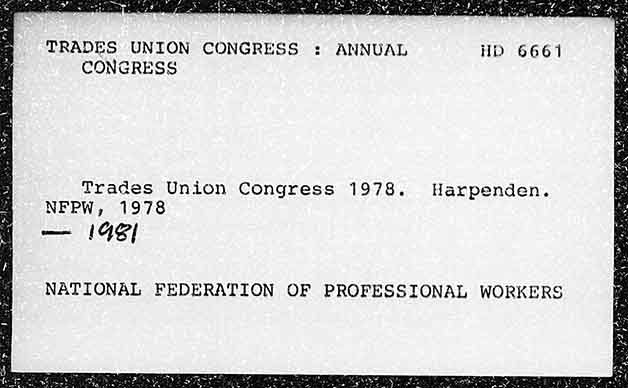 TRADES UNION CONGRESS : ANNUAL HD 6661
CONGRESS
Trades Union Congress 1978. Harpenden.
NFPW, 1978
— 1981
NATIONAL FEDERATION OF PROFESSIONAL WORKERS